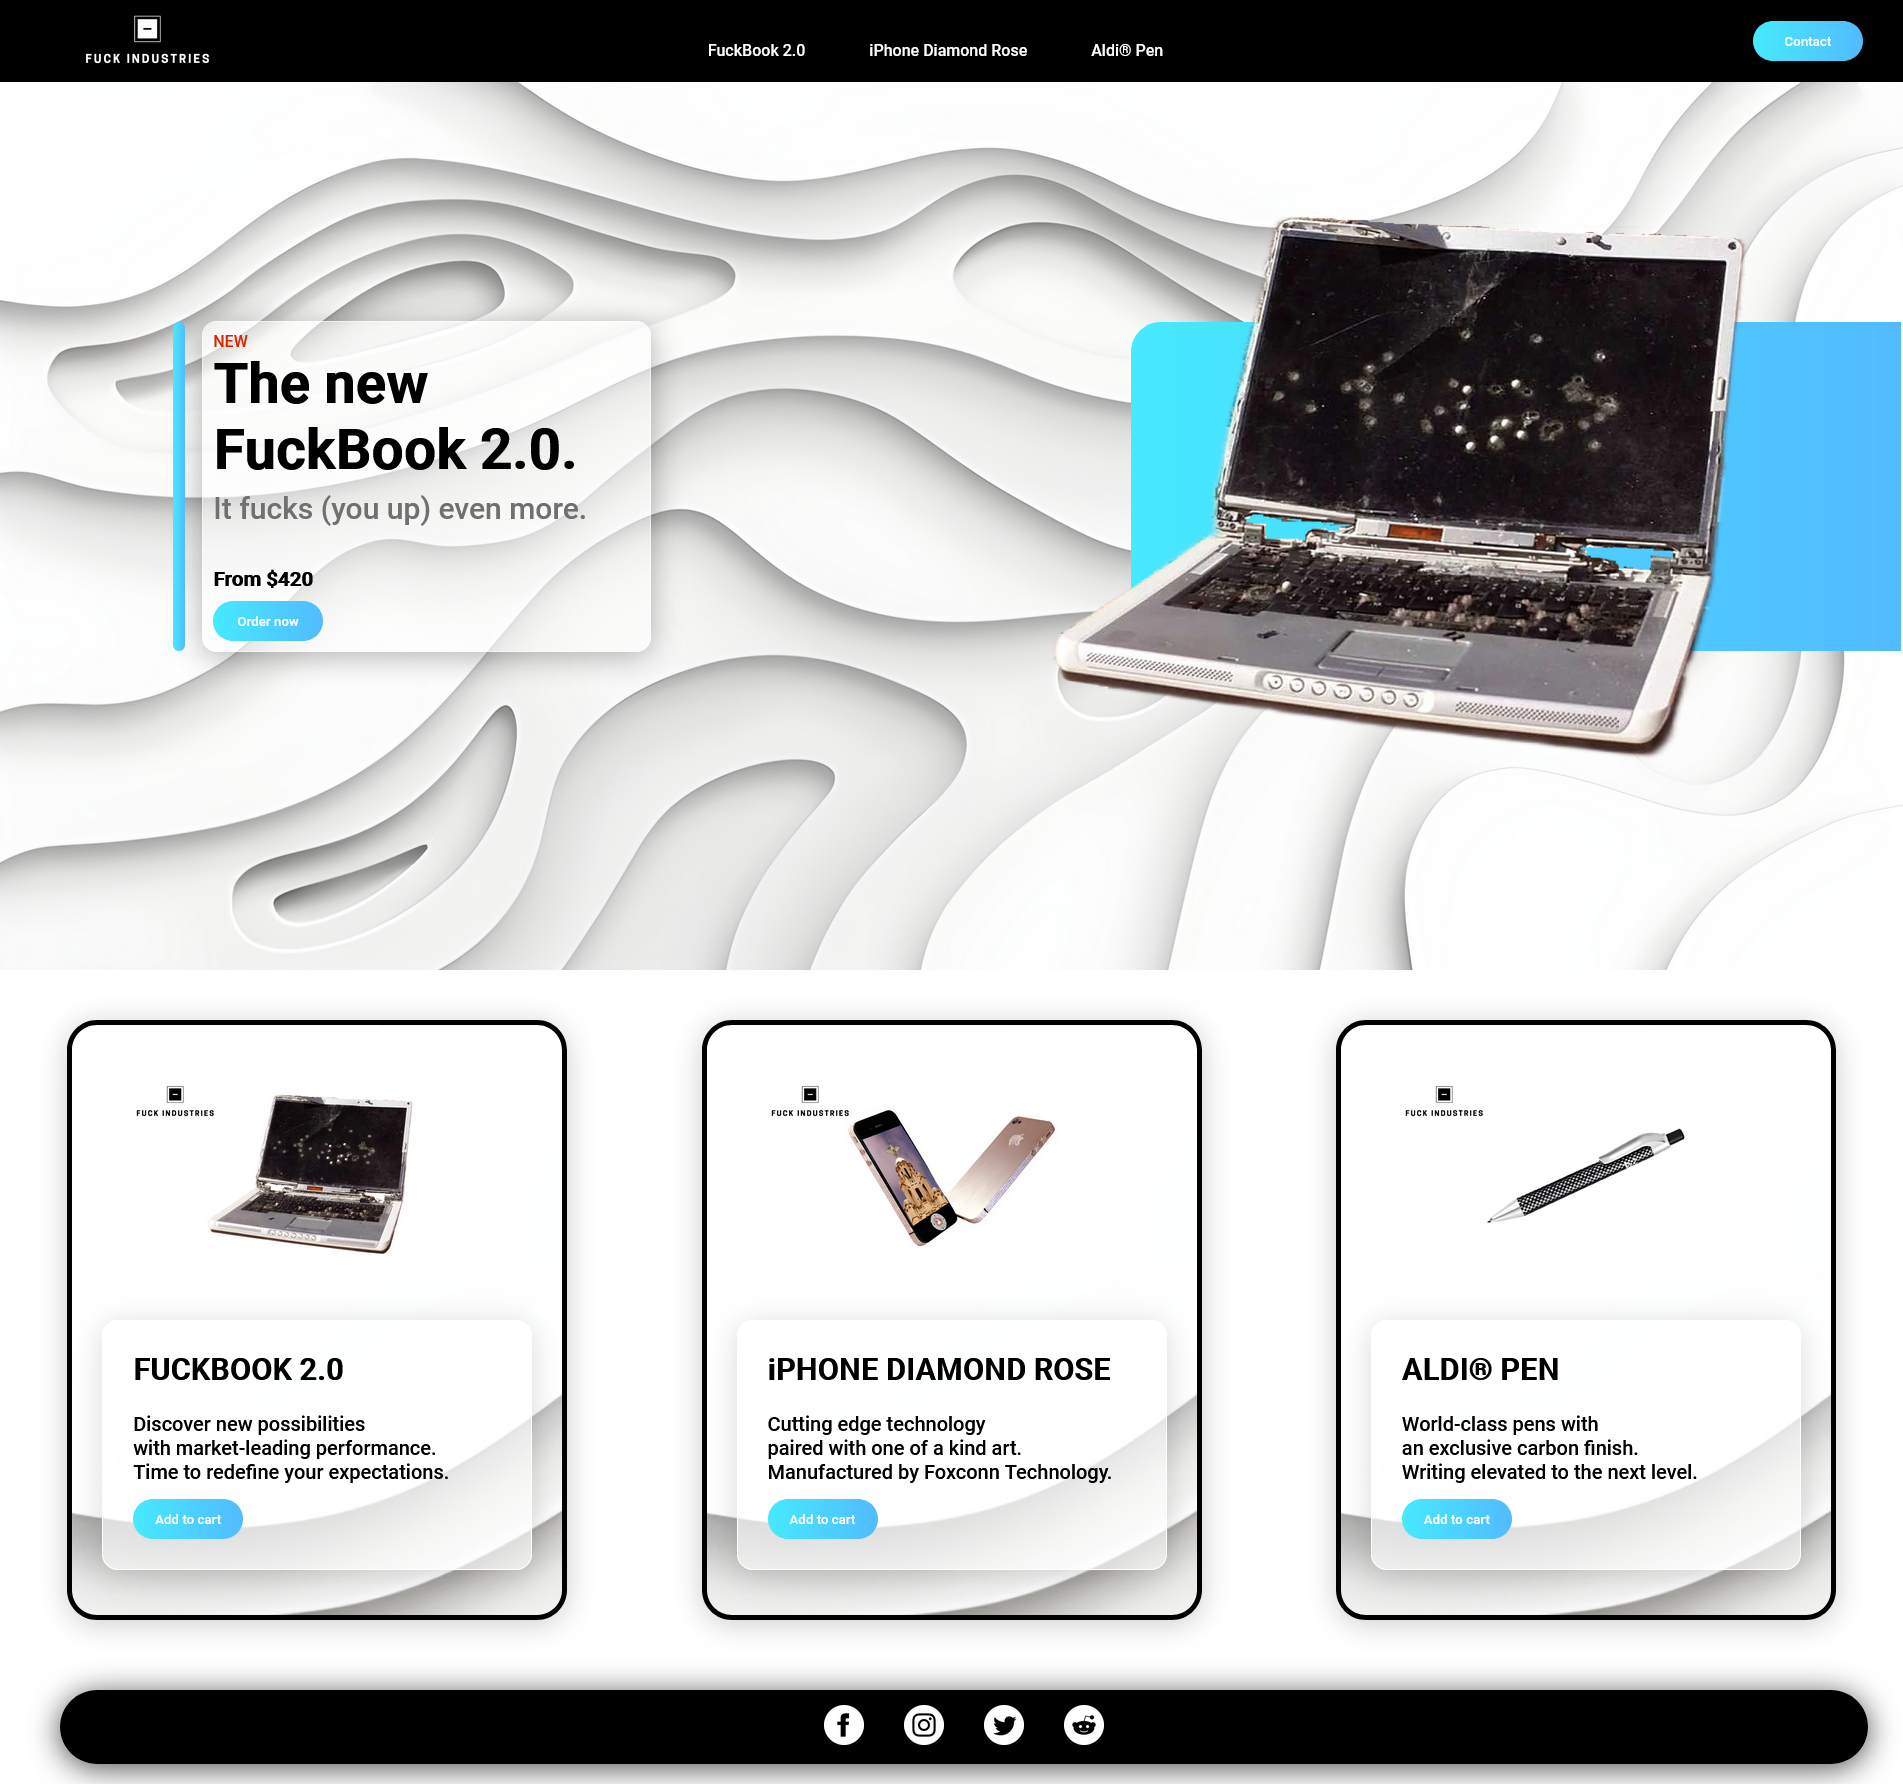 FUCK INDUSTRIES
FuckBook 2.0
iPhone Diamond Rose
Aldi® Pen
Contact
NEW
The new
FuckBook 2.0.
It fucks (you up) even more.
From $420
Order now
FUCK INDUSTRIES
FUCKBOOK 2.0
Discover new possibilities
with market-leading performance.
Time to redefine your expectations.
Add to cart
FUCK INDUSTRIES
iPHONE DIAMOND ROSE
Cutting edge technology
paired with one of a kind art.
Manufactured by Foxconn Technology.
Add to cart
FUCK INDUSTRIES
ALDI® PEN
World-class pens with
an exclusive carbon finish.
Writing elevated to the next level.
Add to cart